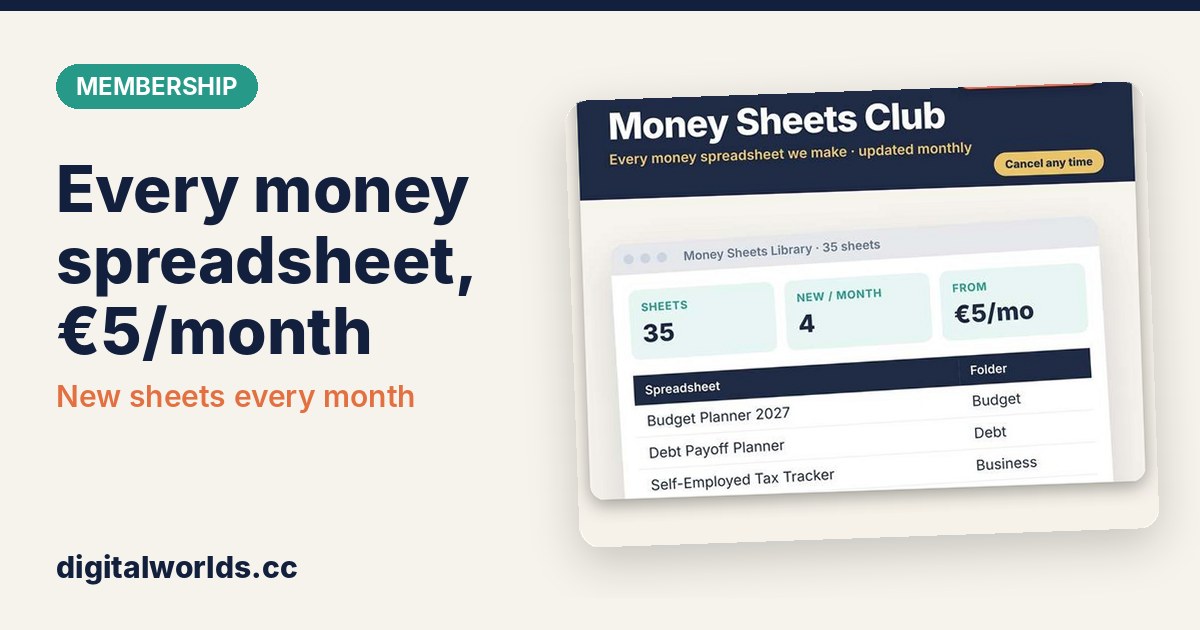 MEMBERSHIP
Every money
spreadsheet,
€5/month
New sheets every month
digitalworlds.cc
Money Sheets Club
Every money spreadsheet we make · updated monthly
Cancel any time
Money Sheets Library · 35 sheets
SHEETS
35
NEW / MONTH
4
FROM
€5/mo
Spreadsheet Folder
Budget Planner 2027 Budget
Debt Payoff Planner Debt
Self-Employed Tax Tracker Business